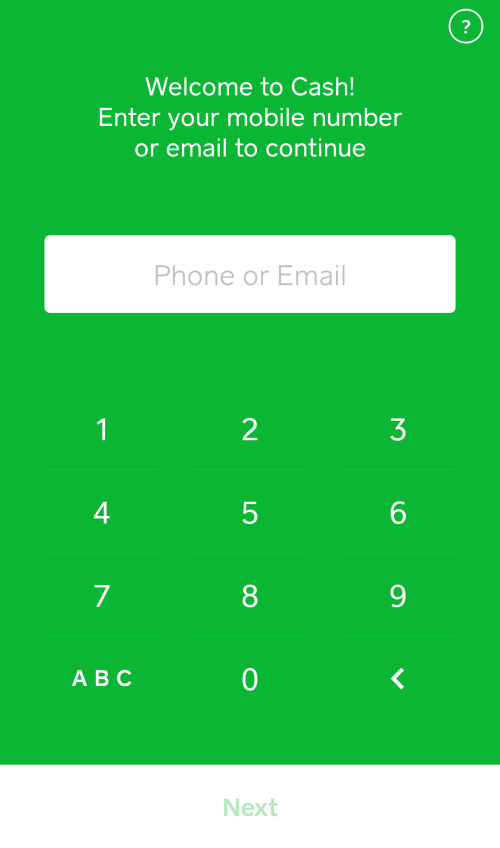 ?
Welcome to Cash!
Enter your mobile number
or email to continue
Phone or Email
1 2 3
4 5 6
7 8 9
ABC 0
Next